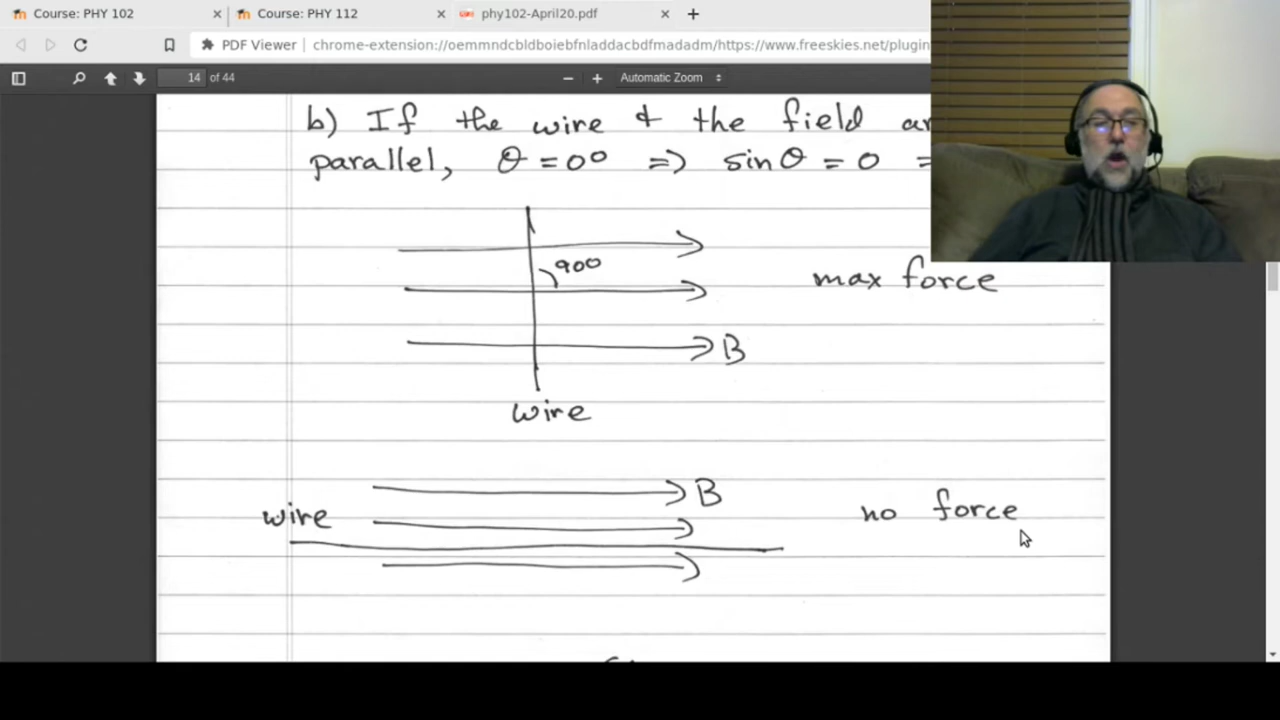 Course: PHY 102
Course: PHY 112
phy102-April20.pdf
PDF Viewer
chrome-extension://oemmndcbldboiebfnladdacbdfmadadm/https://www.freeskies.net/plugin
14 of 44
Automatic Zoom
b) If the wire & the field
parallel, θ = 0° => sin θ = 0 =
90°
max force
B
wire
B
wire
no force